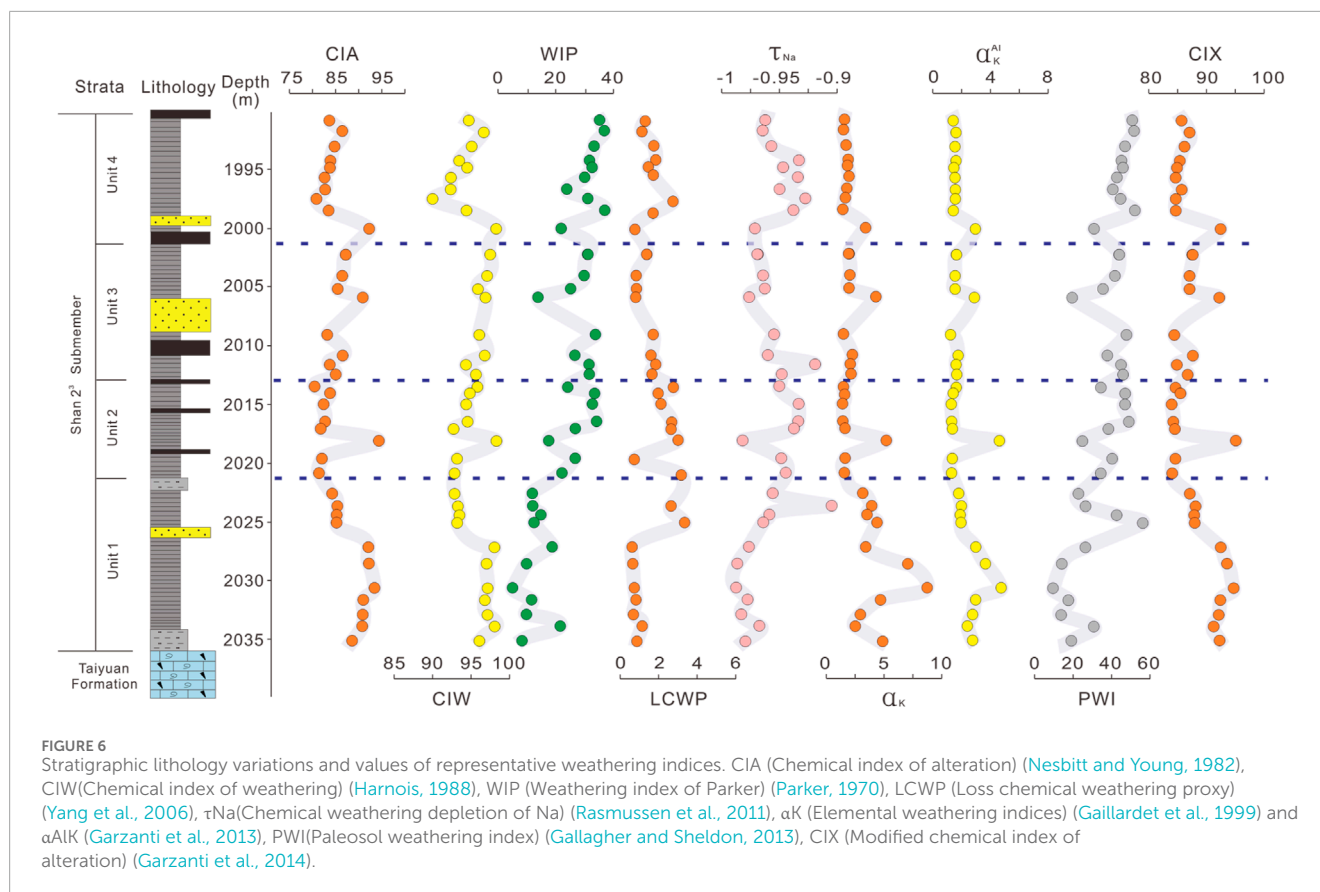 CIA WIP τNa αK^Al CIX
75 85 95 0 20 40 -1 -0.95 -0.9 0 4 8 80 90 100
Strata Lithology Depth
(m)
Unit 4
1995
2000
Unit 3
2005
2010
Shan 2³ Submember
Unit 2
2015
2020
Unit 1
2025
2030
2035
Taiyuan
Formation
85 90 95 100 0 2 4 6 0 5 10 0 20 40 60
CIW LCWP αK PWI
FIGURE 6
Stratigraphic lithology variations and values of representative weathering indices. CIA (Chemical index of alteration) (Nesbitt and Young, 1982),
CIW(Chemical index of weathering) (Harnois, 1988), WIP (Weathering index of Parker) (Parker, 1970), LCWP (Loss chemical weathering proxy)
(Yang et al., 2006), τNa(Chemical weathering depletion of Na) (Rasmussen et al., 2011), αK (Elemental weathering indices) (Gaillardet et al., 1999) and
αAlK (Garzanti et al., 2013), PWI(Paleosol weathering index) (Gallagher and Sheldon, 2013), CIX (Modified chemical index of
alteration) (Garzanti et al., 2014).